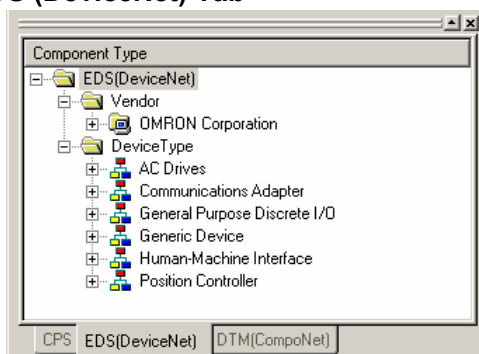 (DeviceNet) Tab
Component Type
EDS(DeviceNet)
Vendor
OMRON Corporation
DeviceType
AC Drives
Communications Adapter
General Purpose Discrete I/O
Generic Device
Human-Machine Interface
Position Controller
CPS EDS(DeviceNet) DTM(CompoNet)